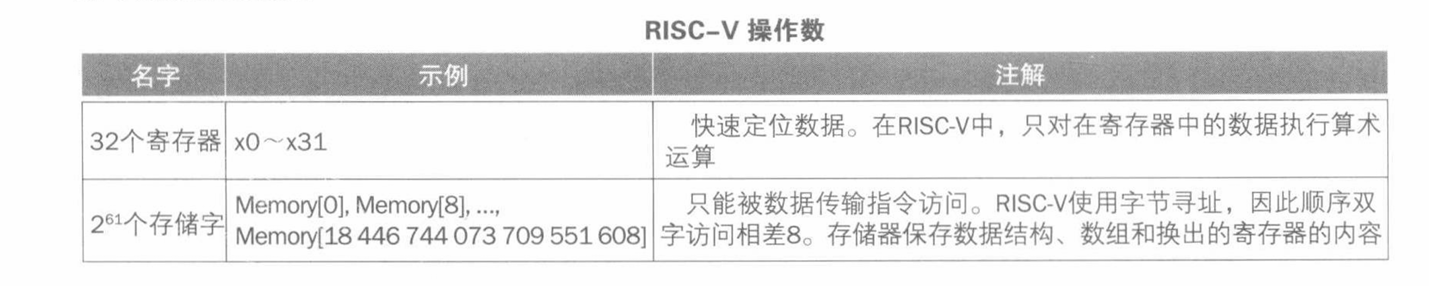 RISC-V 操作数
名字 示例 注解
32个寄存器 x0～x31 快速定位数据。在RISC-V中，只对在寄存器中的数据执行算术
运算
2⁶¹个存储字 Memory[0], Memory[8], …,
Memory[18 446 744 073 709 551 608] 只能被数据传输指令访问。RISC-V使用字节寻址，因此顺序双
字访问相差8。存储器保存数据结构、数组和换出的寄存器的内容